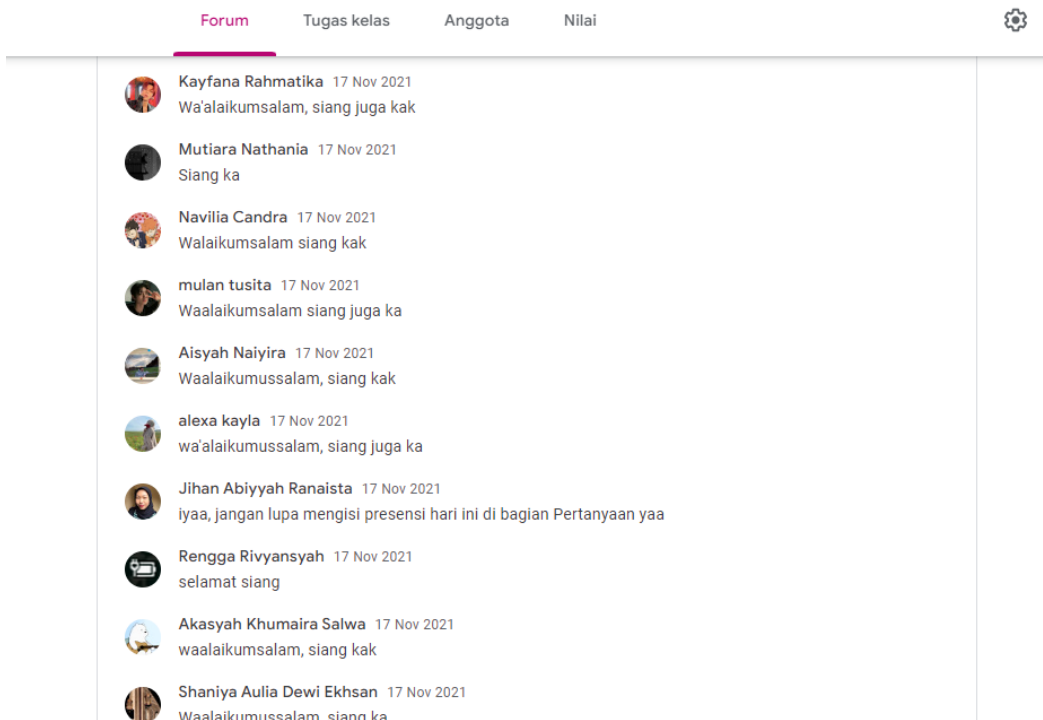 Forum Tugas kelas Anggota Nilai
Kayfana Rahmatika 17 Nov 2021
Wa'alaikumsalam, siang juga kak
Mutiara Nathania 17 Nov 2021
Siang ka
Navilia Candra 17 Nov 2021
Walaikumsalam siang kak
mulan tusita 17 Nov 2021
Waalaikumsalam siang juga ka
Aisyah Naiyira 17 Nov 2021
Waalaikumussalam, siang kak
alexa kayla 17 Nov 2021
wa'alaikumussalam, siang juga ka
Jihan Abiyyah Ranaista 17 Nov 2021
iyaa, jangan lupa mengisi presensi hari ini di bagian Pertanyaan yaa
Rengga Rivyansyah 17 Nov 2021
selamat siang
Akasyah Khumaira Salwa 17 Nov 2021
waalaikumsalam, siang kak
Shaniya Aulia Dewi Ekhsan 17 Nov 2021
Waalaikumussalam, siang ka